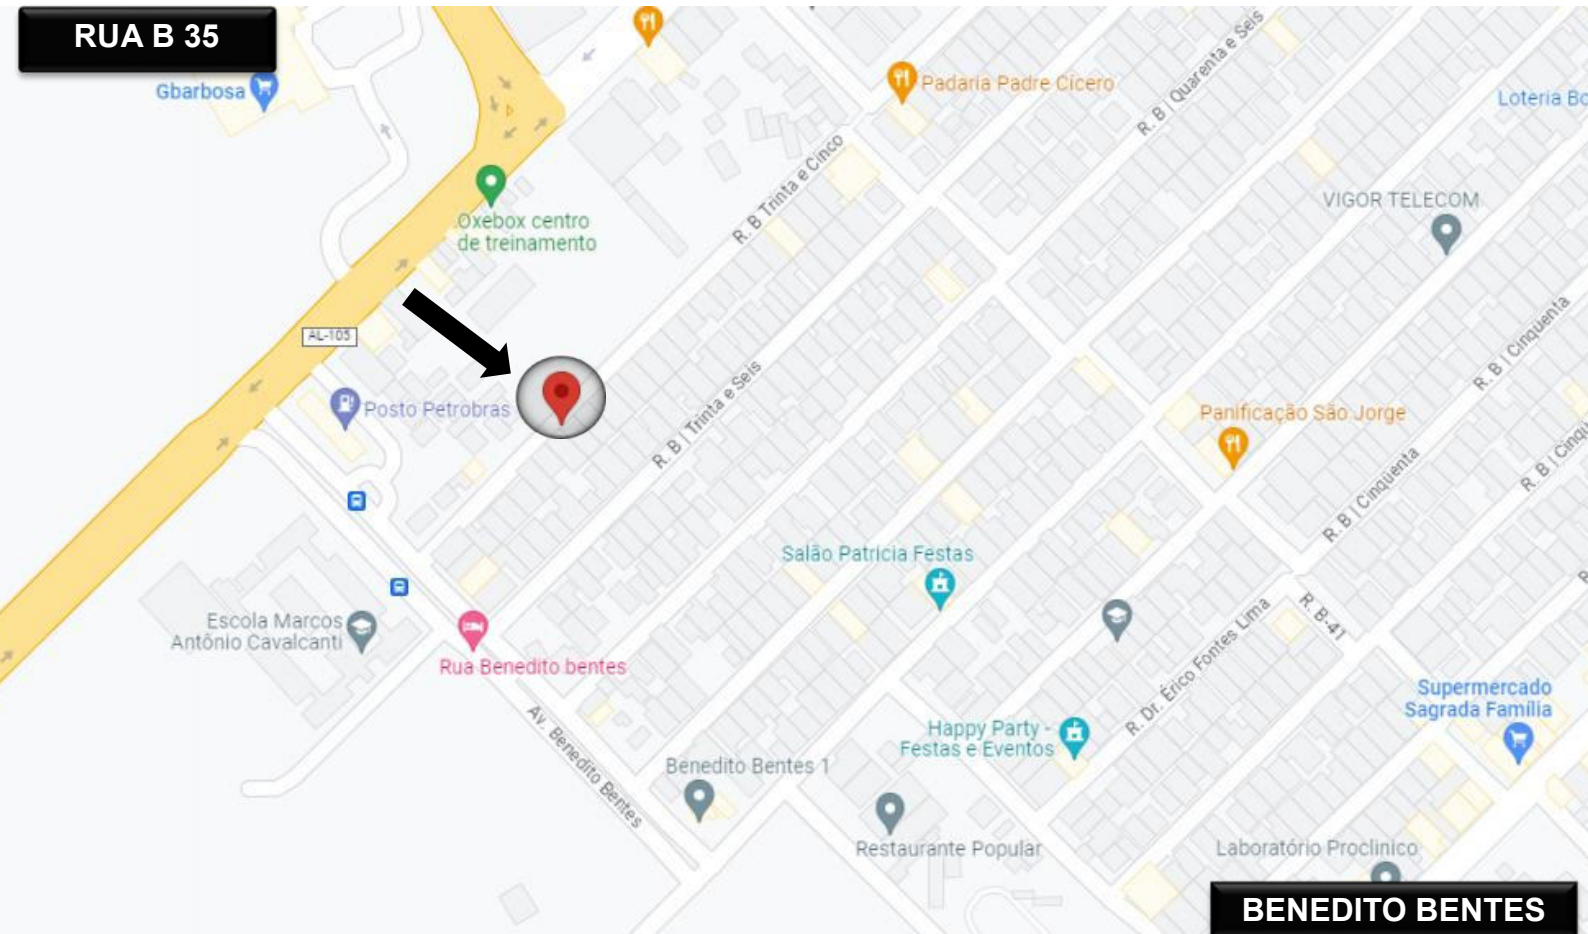 RUA B 35
Gbarbosa
Padaria Padre Cícero
R. B | Quarenta e Seis
Loteria Bo
R. B Trinta e Cinco
Oxebox centro
de treinamento
VIGOR TELECOM
AL-105
R. B | Cinquenta
Posto Petrobras
R. B | Trinta e Seis
Panificação São Jorge
R. B | Cinqu
R. B | Cinquenta
Salão Patricia Festas
Escola Marcos
Antônio Cavalcanti
R. B-41
R. Dr. Érico Fontes Lima
Rua Benedito bentes
Supermercado
Sagrada Família
Av. Benedito Bentes
Happy Party -
Festas e Eventos
Benedito Bentes 1
Restaurante Popular
Laboratório Proclinico
BENEDITO BENTES